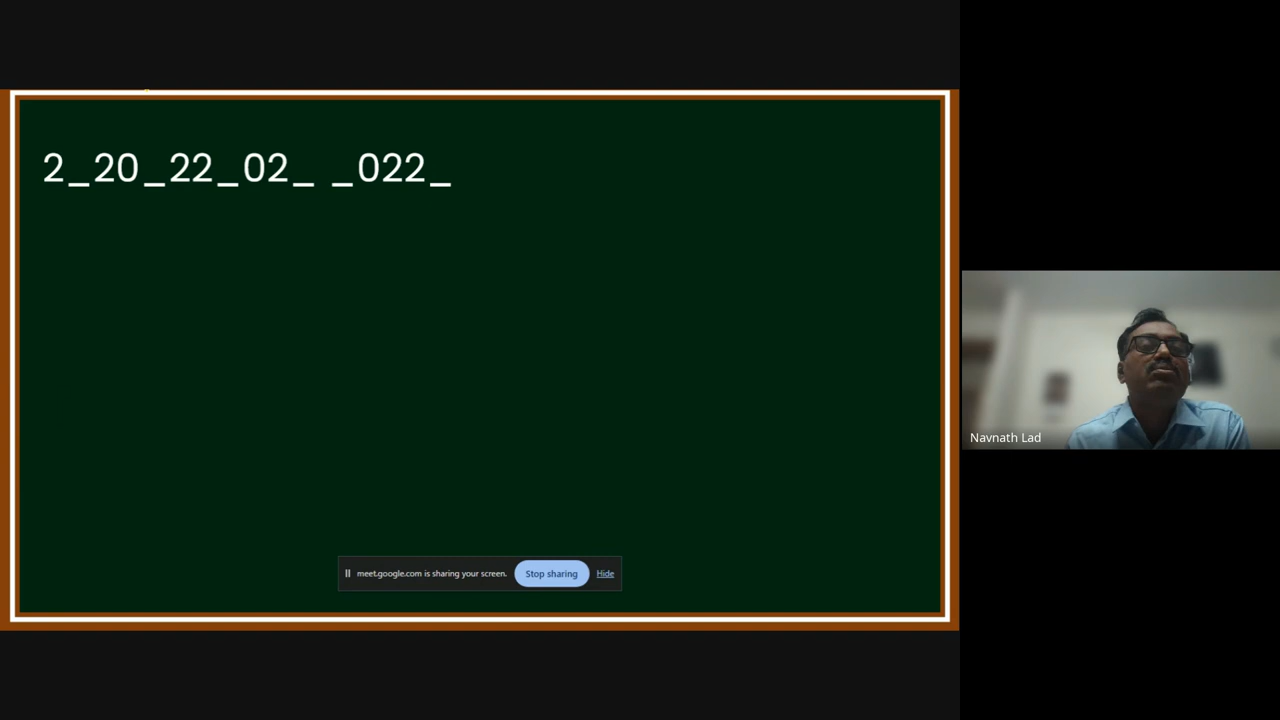 2_20_22_02_ _022_
meet.google.com is sharing your screen. Stop sharing Hide
Navnath Lad